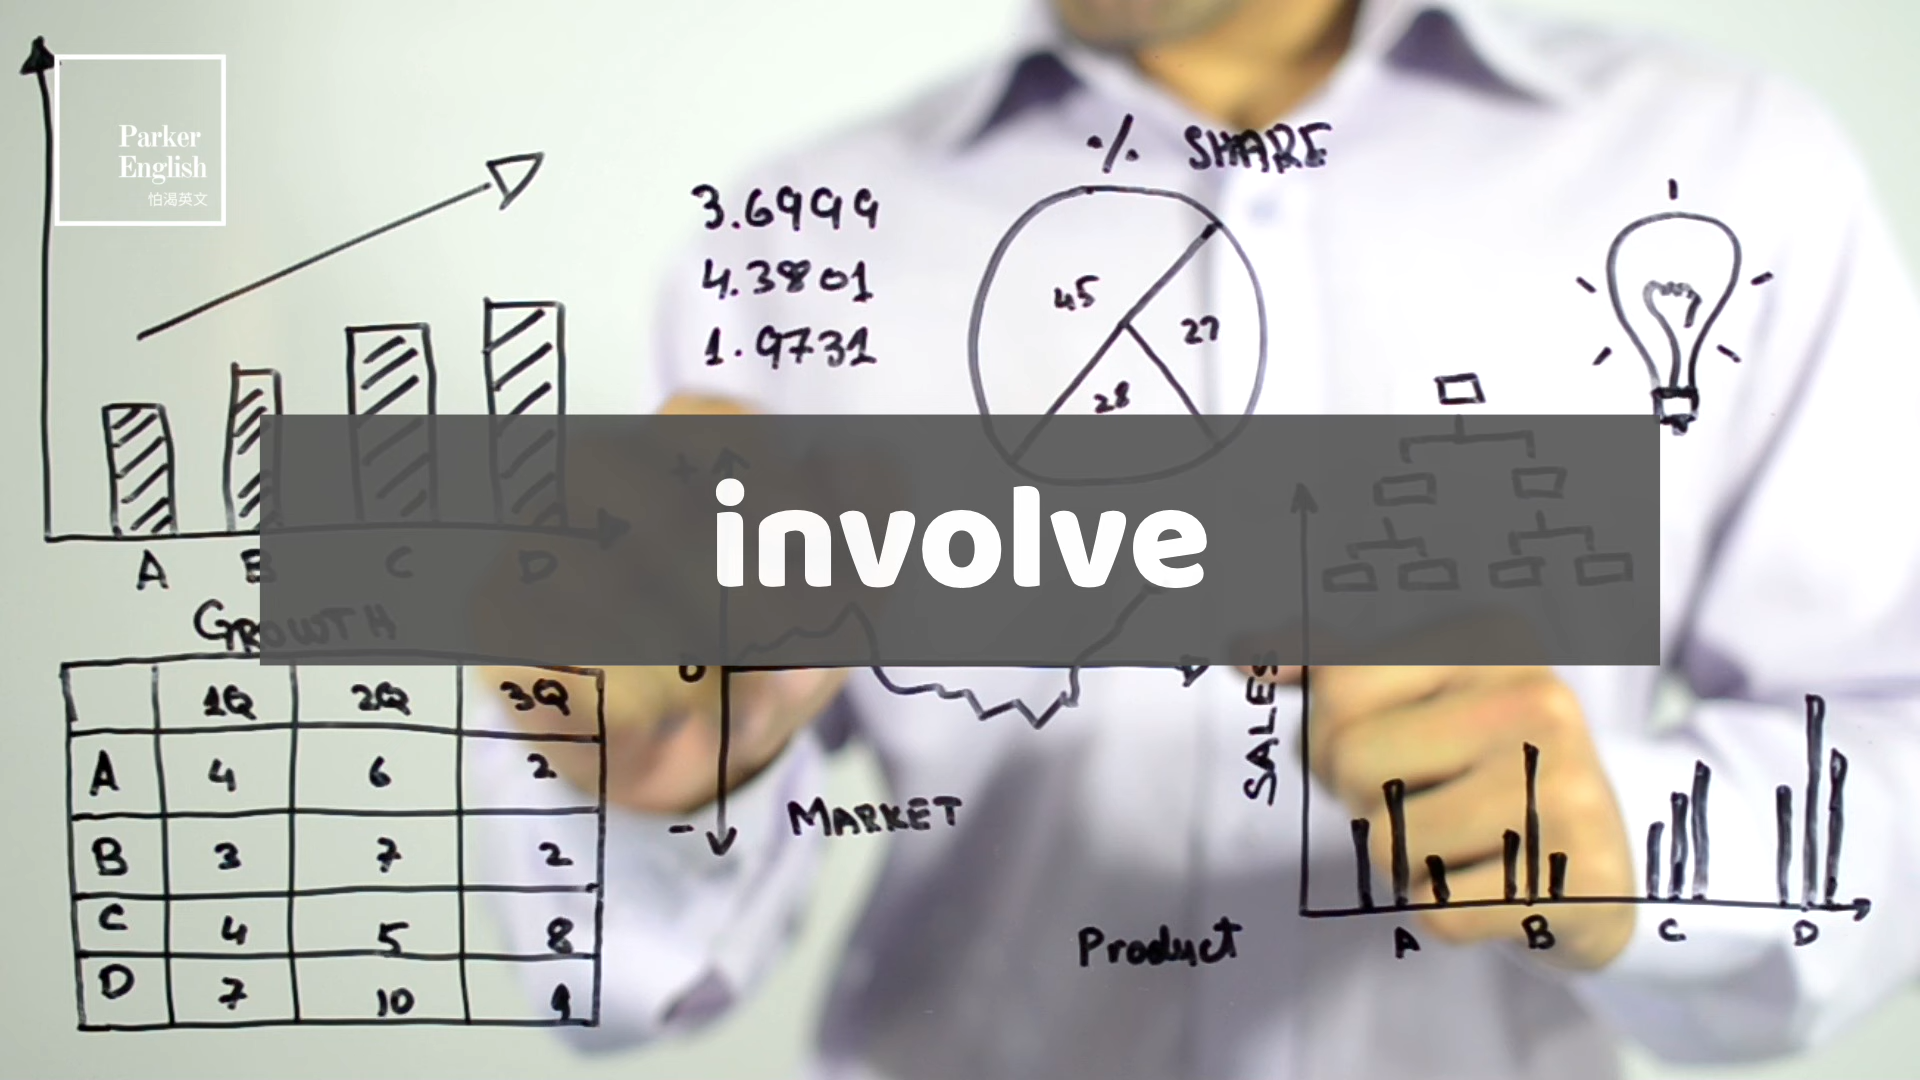 Parker
English
怕渴英文
% SHARE
3.6999
4.3801
1.9731
45
27
28
+
involve
A B C D
GROWTH
0
1Q 2Q 3Q
A 4 6 2
B 3 7 2
C 4 5 8
D 7 10 9
-
MARKET
SALES
Product
A B C D